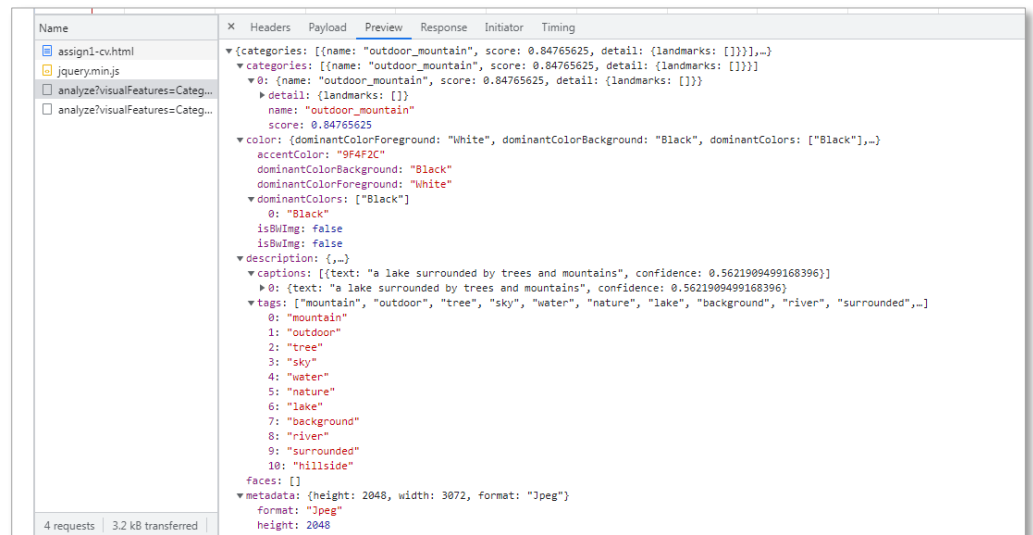 Name
assign1-cv.html
jquery.min.js
analyze?visualFeatures=Categ...
analyze?visualFeatures=Categ...
4 requests 3.2 kB transferred
× Headers Payload Preview Response Initiator Timing
▼{categories: [{name: "outdoor_mountain", score: 0.84765625, detail: {landmarks: []}}],…}
▼categories: [{name: "outdoor_mountain", score: 0.84765625, detail: {landmarks: []}}]
▼0: {name: "outdoor_mountain", score: 0.84765625, detail: {landmarks: []}}
▶detail: {landmarks: []}
name: "outdoor_mountain"
score: 0.84765625
▼color: {dominantColorForeground: "White", dominantColorBackground: "Black", dominantColors: ["Black"],…}
accentColor: "9F4F2C"
dominantColorBackground: "Black"
dominantColorForeground: "White"
▼dominantColors: ["Black"]
0: "Black"
isBWImg: false
isBwImg: false
▼description: {,…}
▼captions: [{text: "a lake surrounded by trees and mountains", confidence: 0.5621909499168396}]
▶0: {text: "a lake surrounded by trees and mountains", confidence: 0.5621909499168396}
▼tags: ["mountain", "outdoor", "tree", "sky", "water", "nature", "lake", "background", "river", "surrounded",…]
0: "mountain"
1: "outdoor"
2: "tree"
3: "sky"
4: "water"
5: "nature"
6: "lake"
7: "background"
8: "river"
9: "surrounded"
10: "hillside"
faces: []
▼metadata: {height: 2048, width: 3072, format: "Jpeg"}
format: "Jpeg"
height: 2048